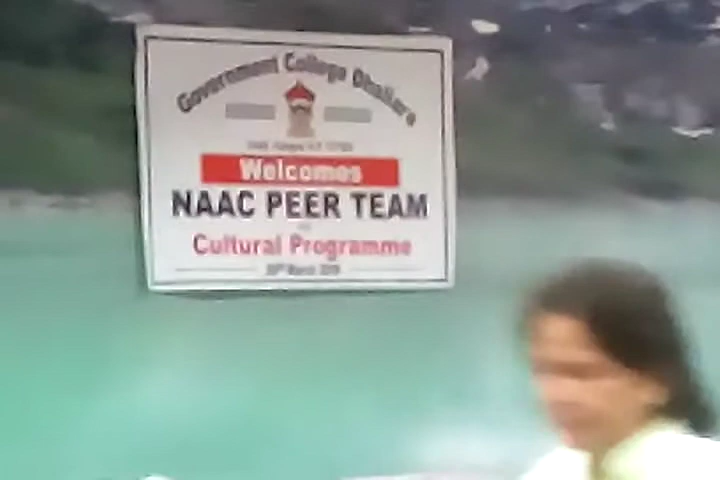 Government College Dhaliara
Welcomes
NAAC PEER TEAM
Cultural Programme